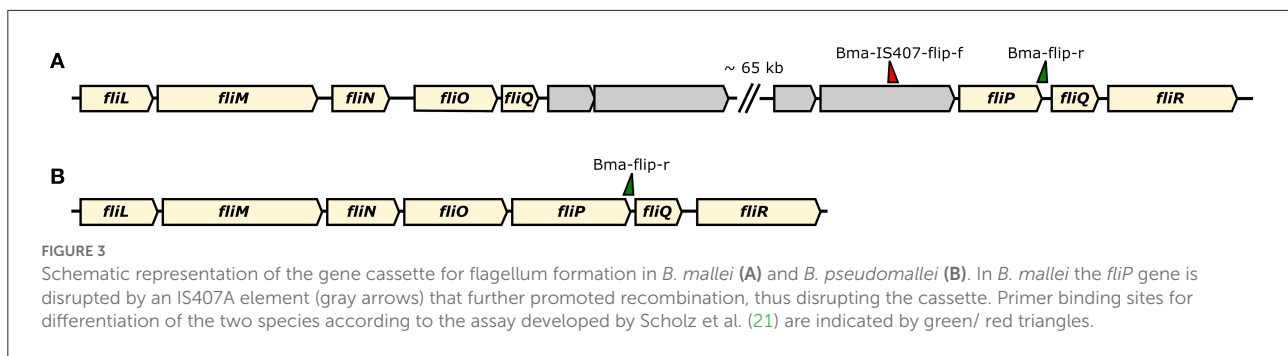 Bma-IS407-flip-f Bma-flip-r
A ~ 65 kb
fliL fliM fliN fliO fliQ fliP fliQ fliR
Bma-flip-r
B
fliL fliM fliN fliO fliP fliQ fliR
FIGURE 3
Schematic representation of the gene cassette for flagellum formation in B. mallei (A) and B. pseudomallei (B). In B. mallei the fliP gene is
disrupted by an IS407A element (gray arrows) that further promoted recombination, thus disrupting the cassette. Primer binding sites for
differentiation of the two species according to the assay developed by Scholz et al. (21) are indicated by green/ red triangles.